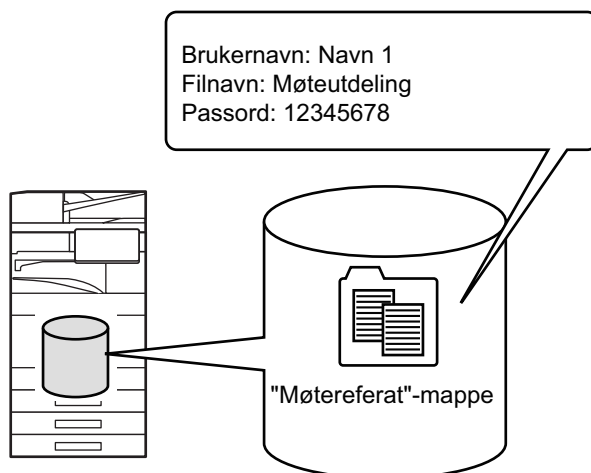 Brukernavn: Navn 1
Filnavn: Møteutdeling
Passord: 12345678
"Møtereferat"-mappe